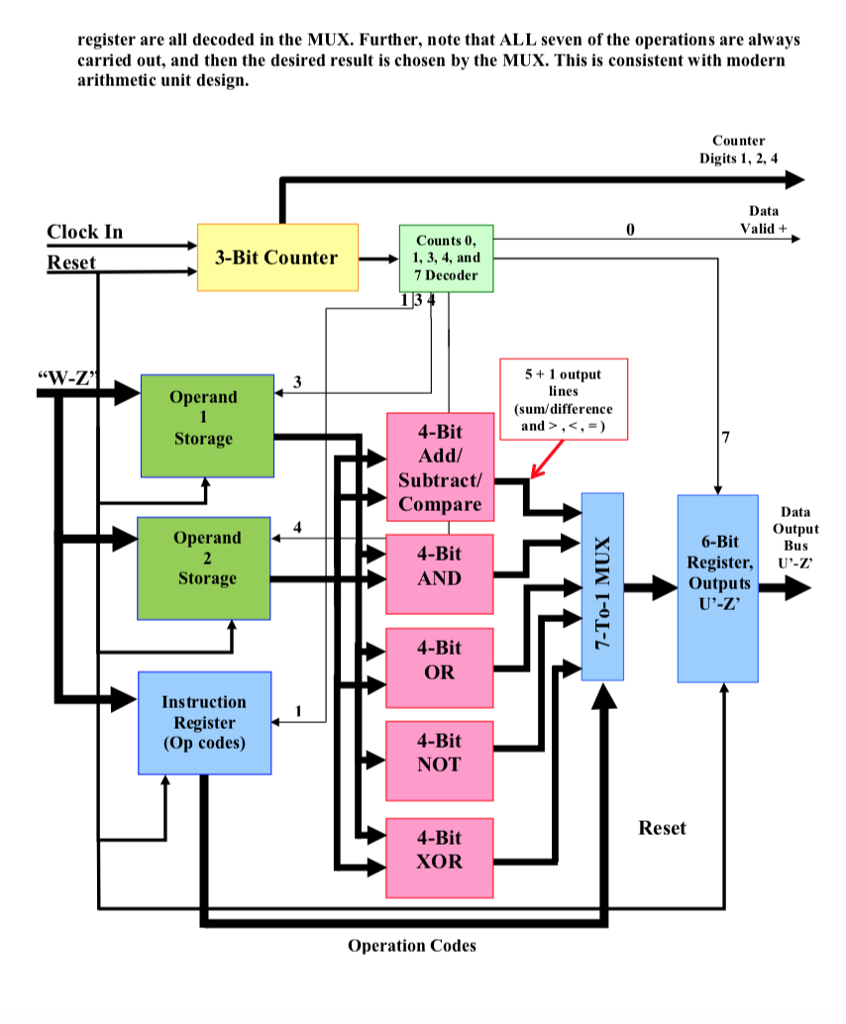 register are all decoded in the MUX. Further, note that ALL seven of the operations are always
carried out, and then the desired result is chosen by the MUX. This is consistent with modern
arithmetic unit design.
Counter
Digits 1, 2, 4
Data
Valid +
0
Clock In
Reset
3-Bit Counter
Counts 0,
1, 3, 4, and
7 Decoder
1 3 4
“W-Z”
Operand
1
Storage
3
5 + 1 output
lines
(sum/difference
and > , < , = )
4-Bit
Add/
Subtract/
Compare
7
Operand
2
Storage
4
4-Bit
AND
7-To-1 MUX
6-Bit
Register,
Outputs
U’-Z’
Data
Output
Bus
U’-Z’
4-Bit
OR
Instruction
Register
(Op codes)
1
4-Bit
NOT
4-Bit
XOR
Reset
Operation Codes